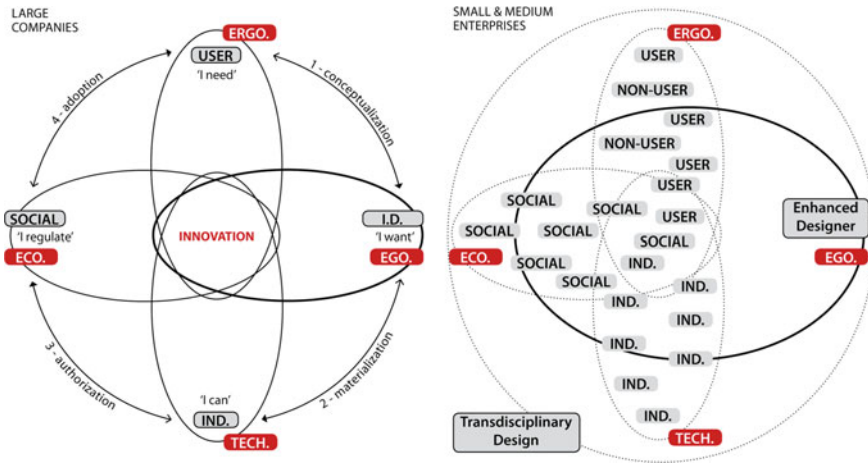 LARGE
COMPANIES
ERGO.
USER
'I need'
4 - adoption
1 - conceptualization
SOCIAL
'I regulate'
ECO.
INNOVATION
I.D.
'I want'
EGO.
3 - authorization
2 - materialization
'I can'
IND.
TECH.
SMALL & MEDIUM
ENTERPRISES
ERGO.
USER
NON-USER
USER
NON-USER
USER
USER
SOCIAL
SOCIAL
USER
Enhanced
Designer
SOCIAL
SOCIAL
SOCIAL
ECO.
SOCIAL
IND.
EGO.
SOCIAL
IND.
IND.
IND.
IND.
IND.
IND.
IND.
Transdisciplinary
Design
TECH.